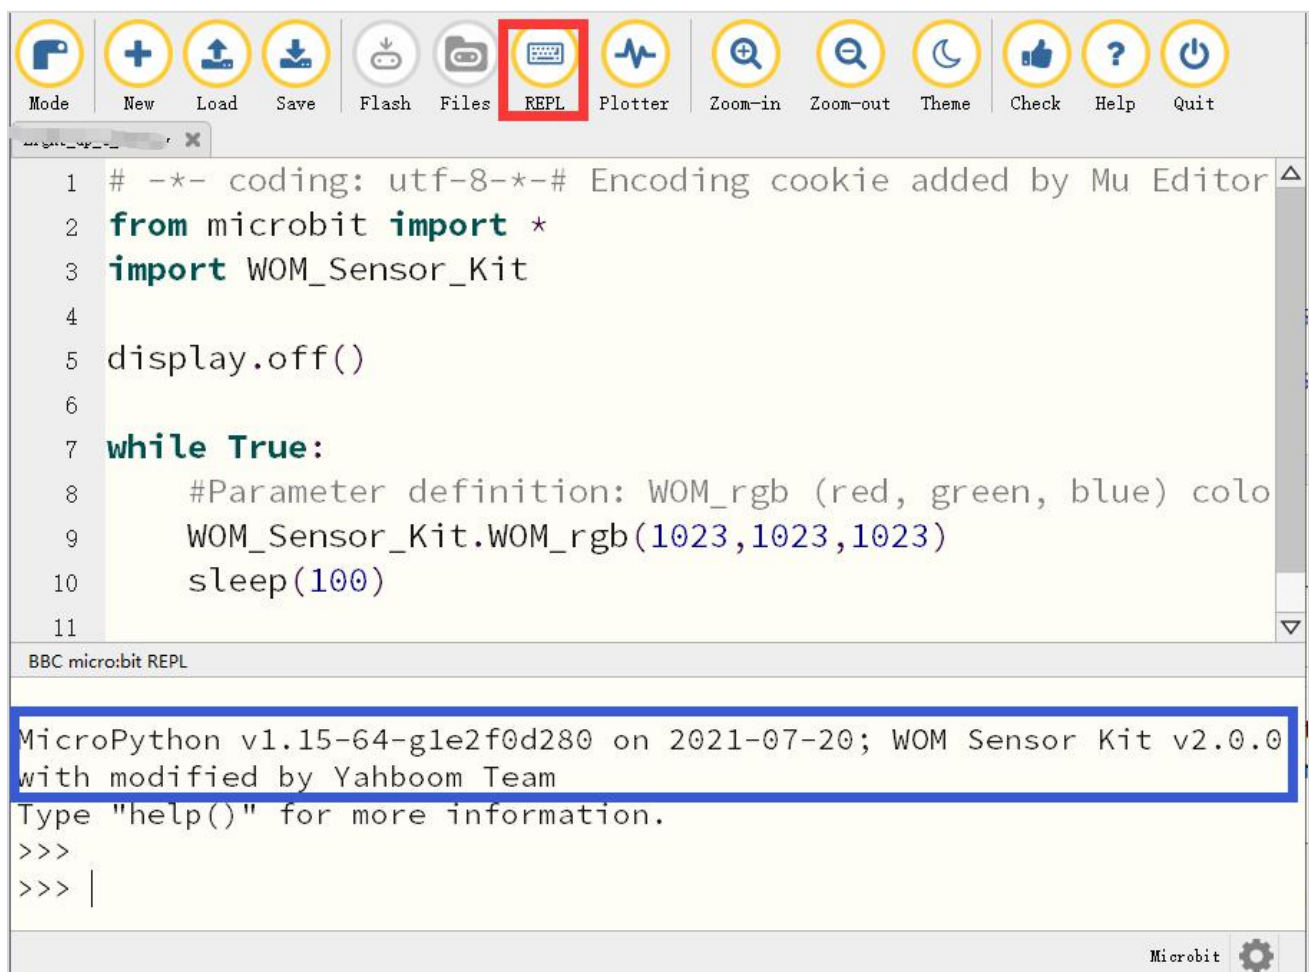 Mode New Load Save Flash Files REPL Plotter Zoom-in Zoom-out Theme Check Help Quit
1 # -*- coding: utf-8-*-# Encoding cookie added by Mu Editor
2 from microbit import *
3 import WOM_Sensor_Kit
4
5 display.off()
6
7 while True:
8 #Parameter definition: WOM_rgb (red, green, blue) colo
9 WOM_Sensor_Kit.WOM_rgb(1023,1023,1023)
10 sleep(100)
11
BBC micro:bit REPL
MicroPython v1.15-64-g1e2f0d280 on 2021-07-20; WOM Sensor Kit v2.0.0
with modified by Yahboom Team
Type "help()" for more information.
>>>
>>>
Microbit